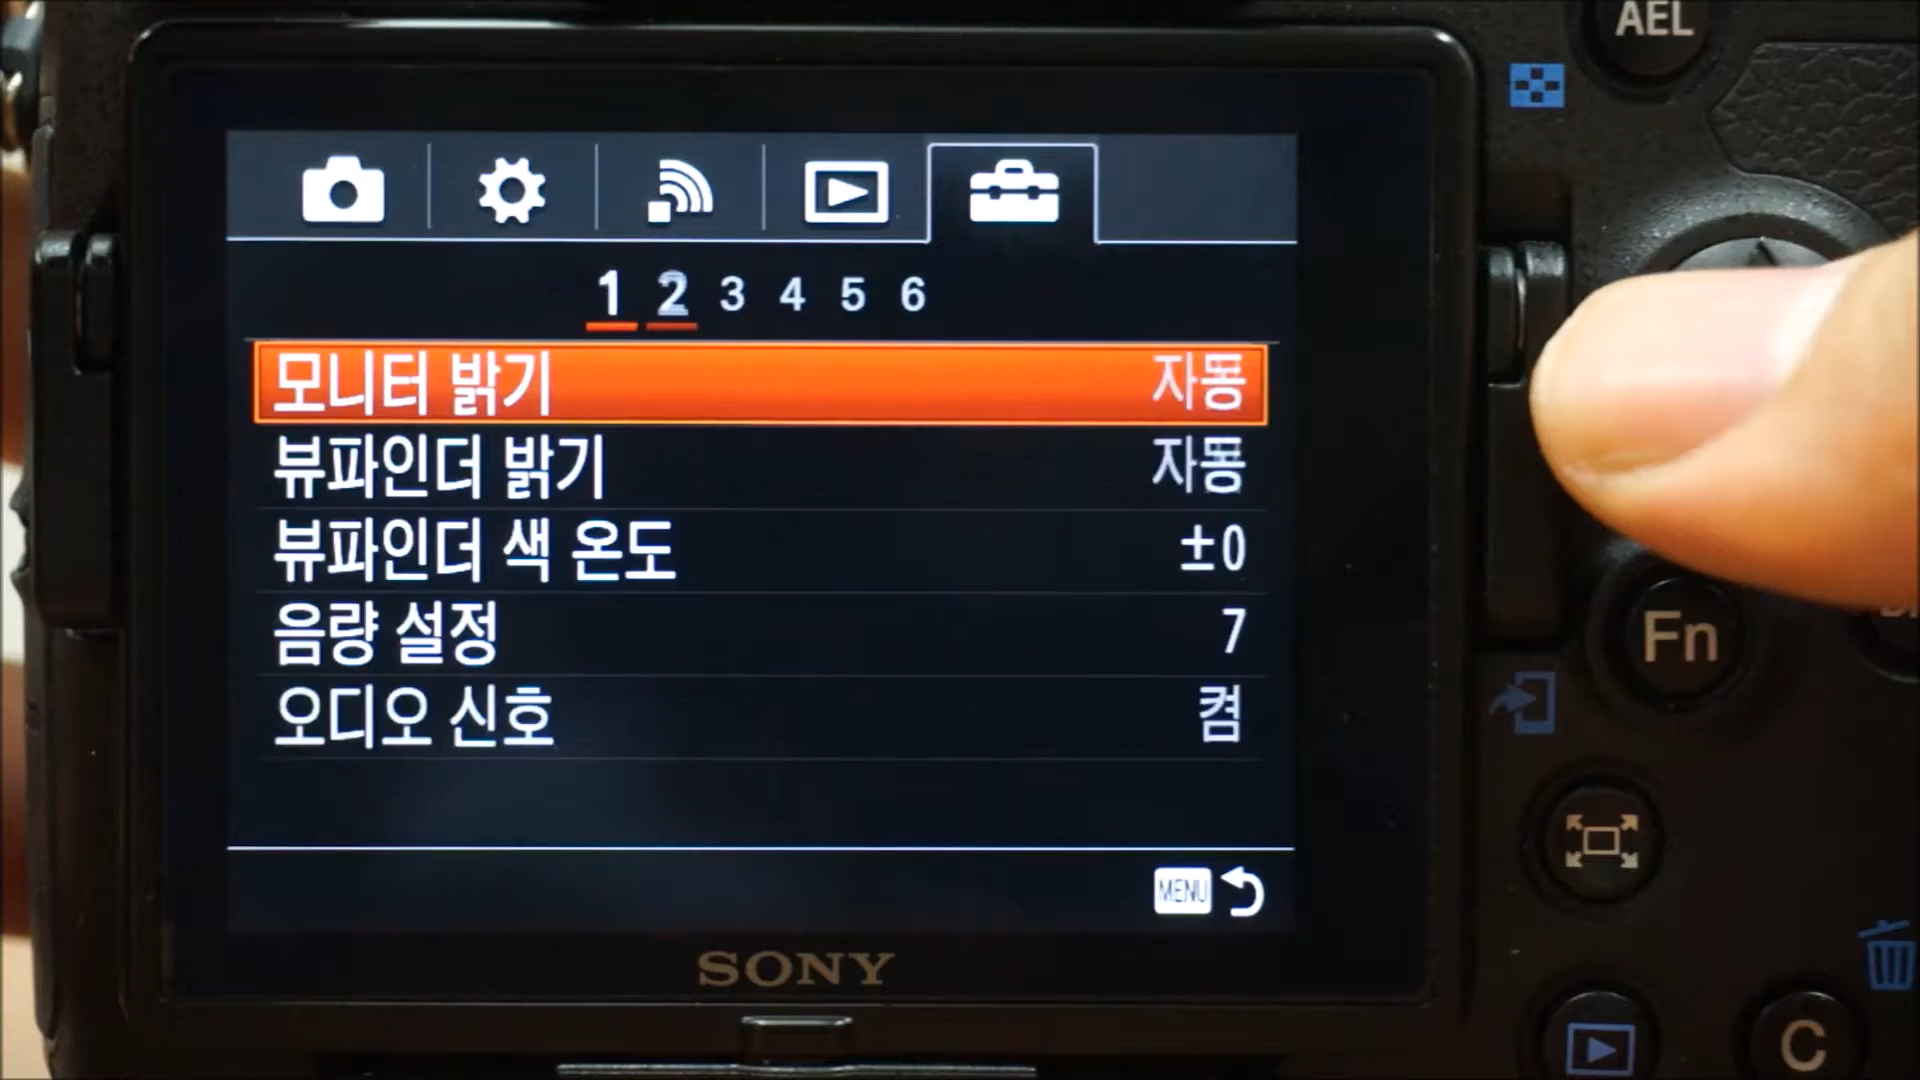 AEL
1 2 3 4 5 6
모니터 밝기 자동
뷰파인더 밝기 자동
뷰파인더 색 온도 ±0
음량 설정 7
오디오 신호 켬
Fn
MENU
SONY
C